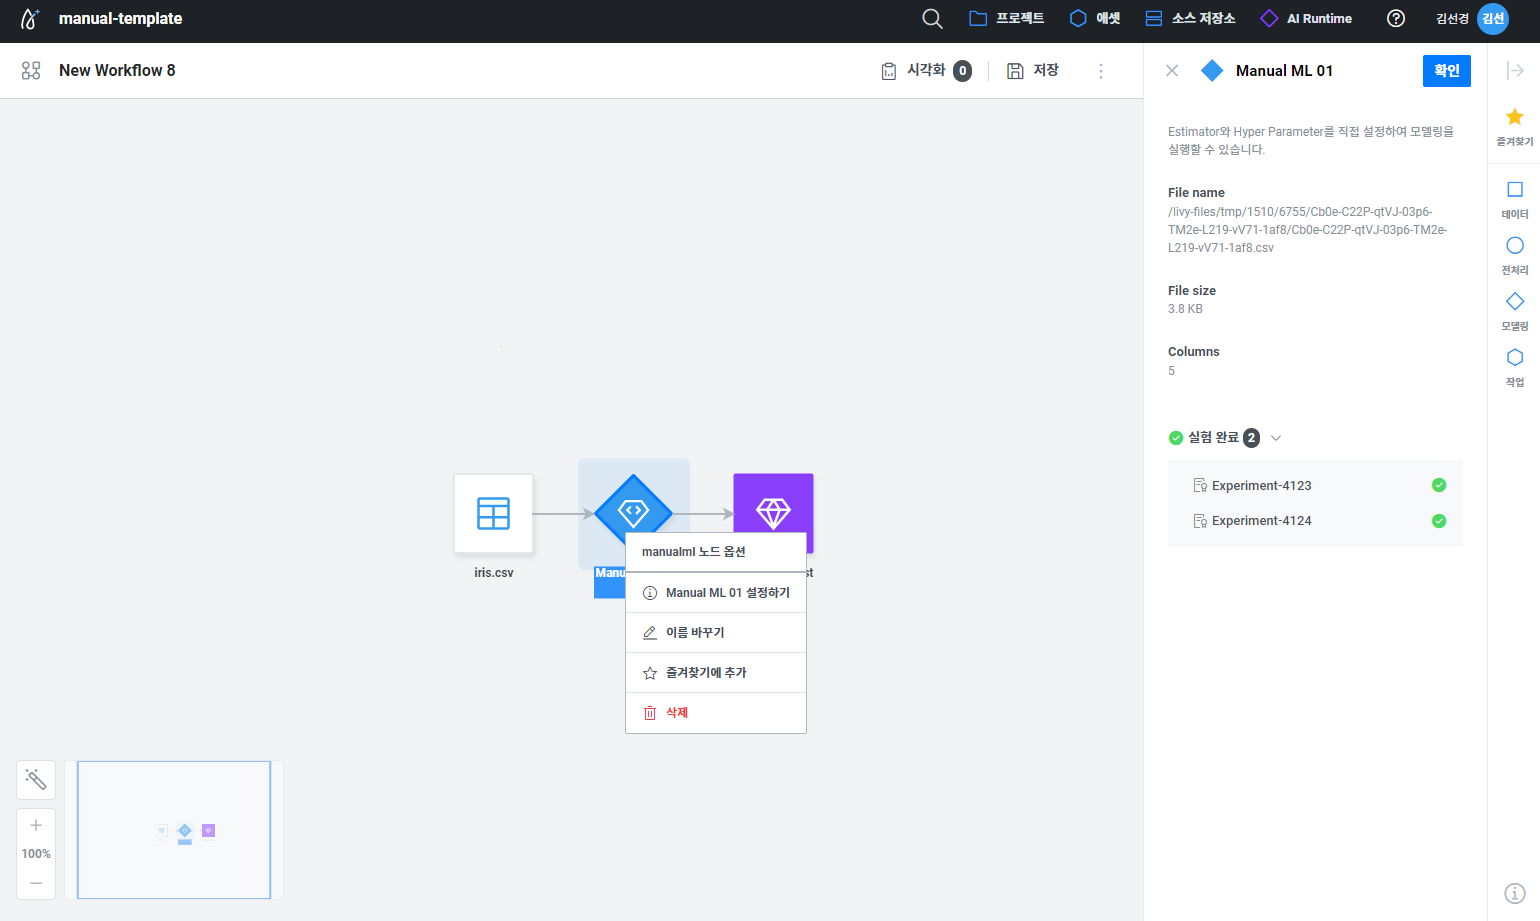 manual-template
프로젝트
애셋
소스 저장소
AI Runtime
김선경
김선
New Workflow 8
시각화 0
저장
Manual ML 01
확인
Estimator와 Hyper Parameter를 직접 설정하여 모델링을
실행할 수 있습니다.
File name
/livy-files/tmp/1510/6755/Cb0e-C22P-qtVJ-03p6-
TM2e-L219-vV71-1af8/Cb0e-C22P-qtVJ-03p6-TM2e-
L219-vV71-1af8.csv
File size
3.8 KB
Columns
5
실험 완료 2
Experiment-4123
Experiment-4124
즐겨찾기
데이터
전처리
모델링
작업
iris.csv
Manu
st
manualml 노드 옵션
Manual ML 01 설정하기
이름 바꾸기
즐겨찾기에 추가
삭제
100%